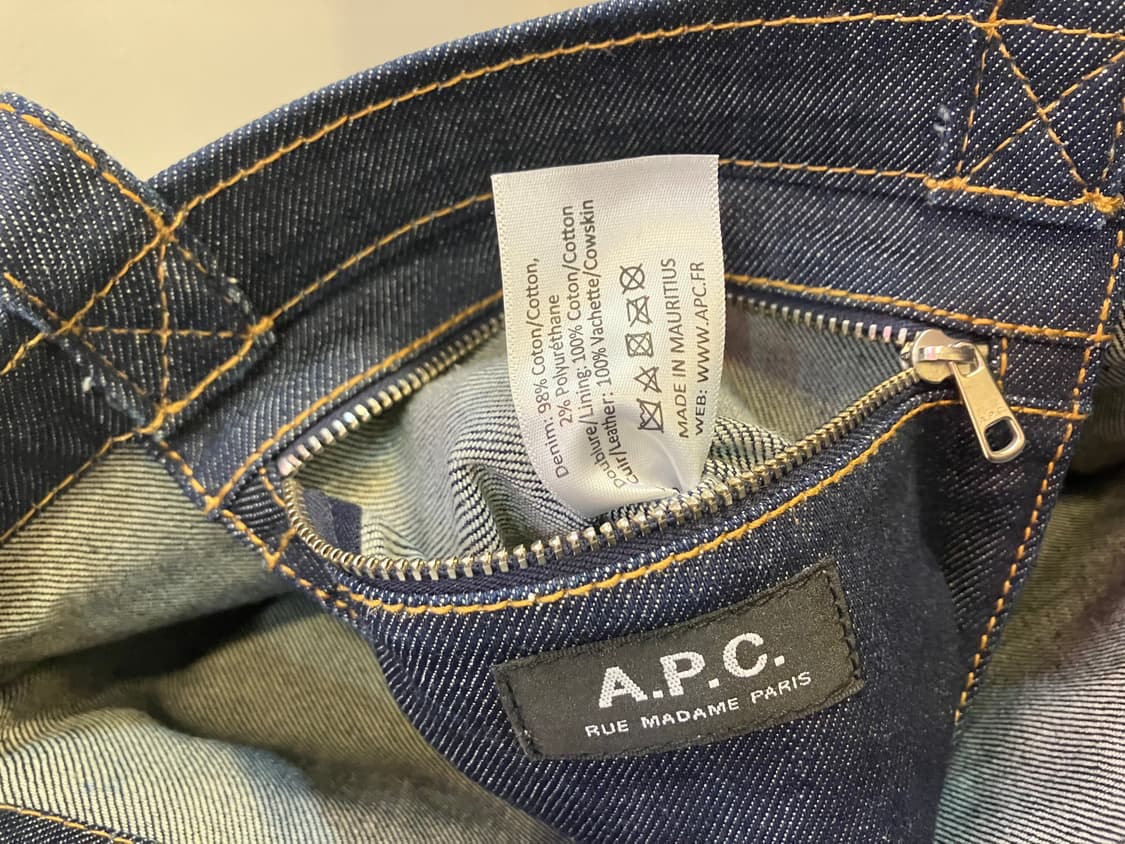 Denim: 98% Coton/Cotton,
2% Polyuréthane
Doublure/Lining: 100% Coton/Cotton
Cuir/Leather: 100% Vachette/Cowskin
MADE IN MAURITIUS
WEB: WWW.APC.FR
A.P.C.
RUE MADAME PARIS